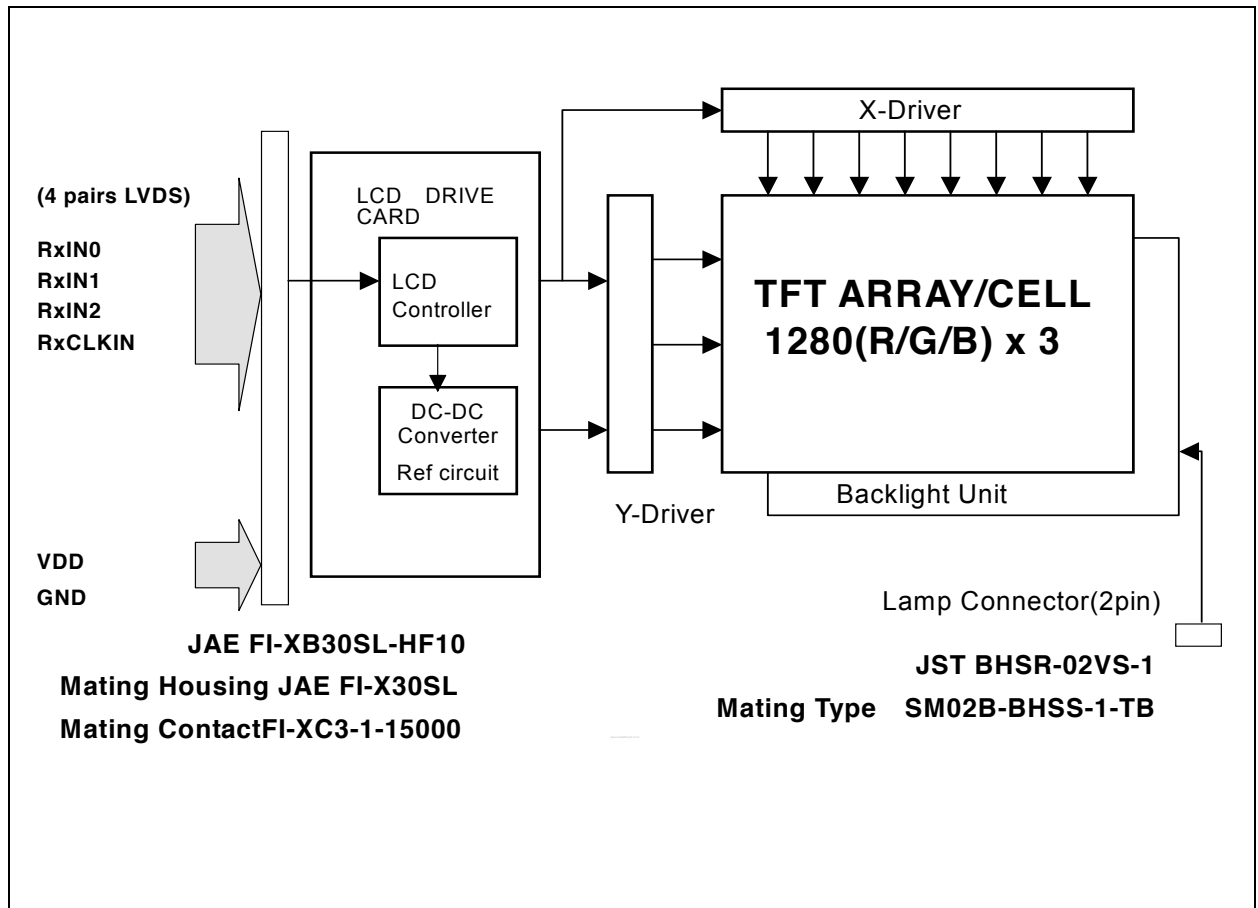 X-Driver
(4 pairs LVDS)
RxIN0
RxIN1
RxIN2
RxCLKIN
LCD DRIVE
CARD
LCD
Controller
DC-DC
Converter
Ref circuit
TFT ARRAY/CELL
1280(R/G/B) x 3
Backlight Unit
Y-Driver
VDD
GND
JAE FI-XB30SL-HF10
Mating Housing JAE FI-X30SL
Mating ContactFI-XC3-1-15000
Lamp Connector(2pin)
JST BHSR-02VS-1
Mating Type SM02B-BHSS-1-TB